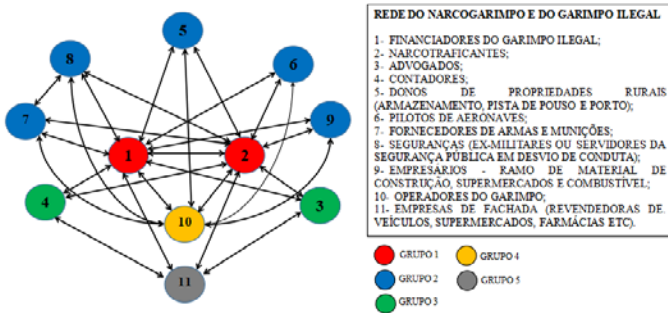 5
8
6
7
9
1
2
4
3
10
11
REDE DO NARCOGARIMPO E DO GARIMPO ILEGAL
1- FINANCIADORES DO GARIMPO ILEGAL;
2- NARCOTRAFICANTES;
3- ADVOGADOS;
4- CONTADORES;
5- DONOS DE PROPRIEDADES RURAIS
(ARMAZENAMENTO, PISTA DE POUSO E PORTO);
6- PILOTOS DE AERONAVES;
7- FORNECEDORES DE ARMAS E MUNIÇÕES;
8- SEGURANÇAS (EX-MILITARES OU SERVIDORES DA
SEGURANÇA PÚBLICA EM DESVIO DE CONDUTA);
9- EMPRESÁRIOS - RAMO DE MATERIAL DE
CONSTRUÇÃO, SUPERMERCADOS E COMBUSTÍVEL;
10- OPERADORES DO GARIMPO;
11- EMPRESAS DE FACHADA (REVENDEDORAS DE
VEÍCULOS, SUPERMERCADOS, FARMÁCIAS ETC).
GRUPO 1
GRUPO 4
GRUPO 2
GRUPO 5
GRUPO 3